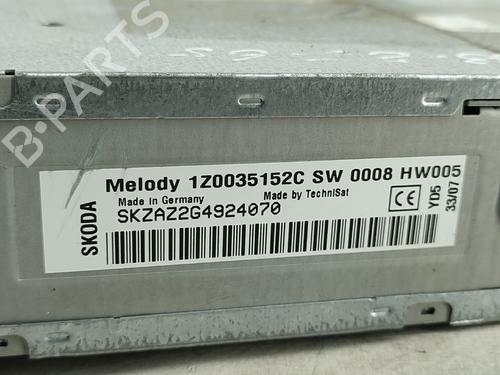 B-PARTS
SKODA
Melody 1Z0035152C SW 0008 HW005
Made in Germany Made by TechniSat
SKZAZ2G4924070
CE
YD5
33/07